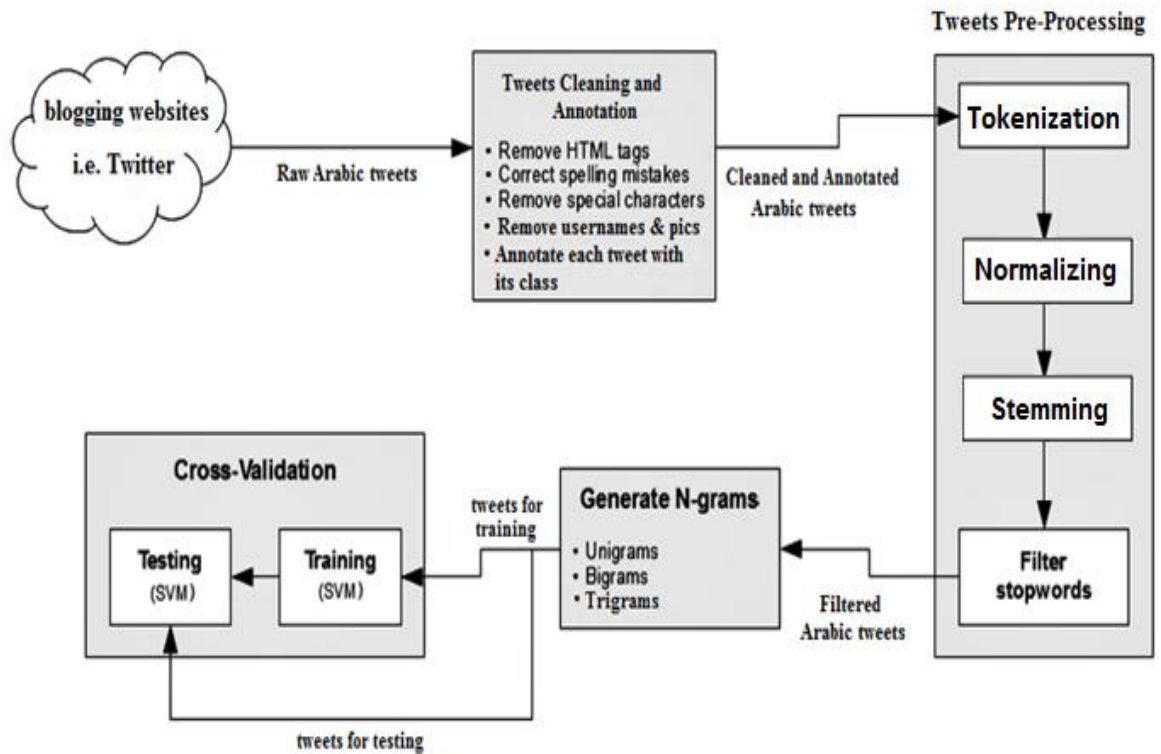 Tweets Pre-Processing
blogging websites
i.e. Twitter
Raw Arabic tweets
Tweets Cleaning and
Annotation
• Remove HTML tags
• Correct spelling mistakes
• Remove special characters
• Remove usernames & pics
• Annotate each tweet with
its class
Cleaned and Annotated
Arabic tweets
Tokenization
Normalizing
Stemming
Filter
stopwords
Filtered
Arabic tweets
Generate N-grams
• Unigrams
• Bigrams
• Trigrams
tweets for
training
Cross-Validation
Testing
(SVM)
Training
(SVM)
tweets for testing